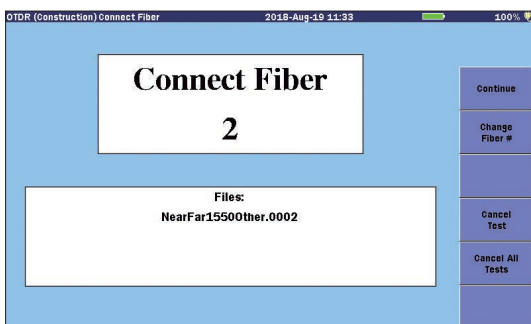 OTDR (Construction) Connect Fiber 2018-Aug-19 11:33 100%
Connect Fiber
2
Files:
NearFar1550Other.0002
Continue
Change
Fiber #
Cancel
Test
Cancel All
Tests